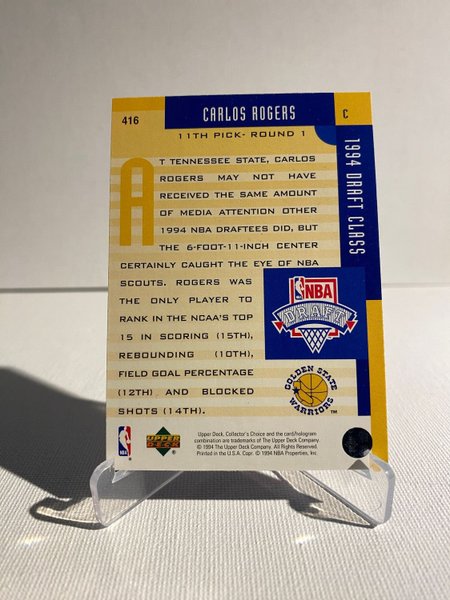 416
CARLOS ROGERS
C
11TH PICK- ROUND 1
1994 DRAFT CLASS
AT TENNESSEE STATE, CARLOS
ROGERS MAY NOT HAVE
RECEIVED THE SAME AMOUNT
OF MEDIA ATTENTION OTHER
1994 NBA DRAFTEES DID, BUT
THE 6-FOOT-11-INCH CENTER
CERTAINLY CAUGHT THE EYE OF NBA
SCOUTS. ROGERS WAS
THE ONLY PLAYER TO
RANK IN THE NCAA'S TOP
15 IN SCORING (15TH),
REBOUNDING (10TH),
FIELD GOAL PERCENTAGE
(12TH) AND BLOCKED
SHOTS (14TH).
NBA
DRAFT
GOLDEN STATE
WARRIORS
™
NBA
®
UPPER
DECK
®
Upper Deck, Collector's Choice and the card/hologram
combination are trademarks of The Upper Deck Company.
© 1994 The Upper Deck Company. All Rights Reserved.
Printed in the U.S.A. Copr. © 1994 NBA Properties, Inc.